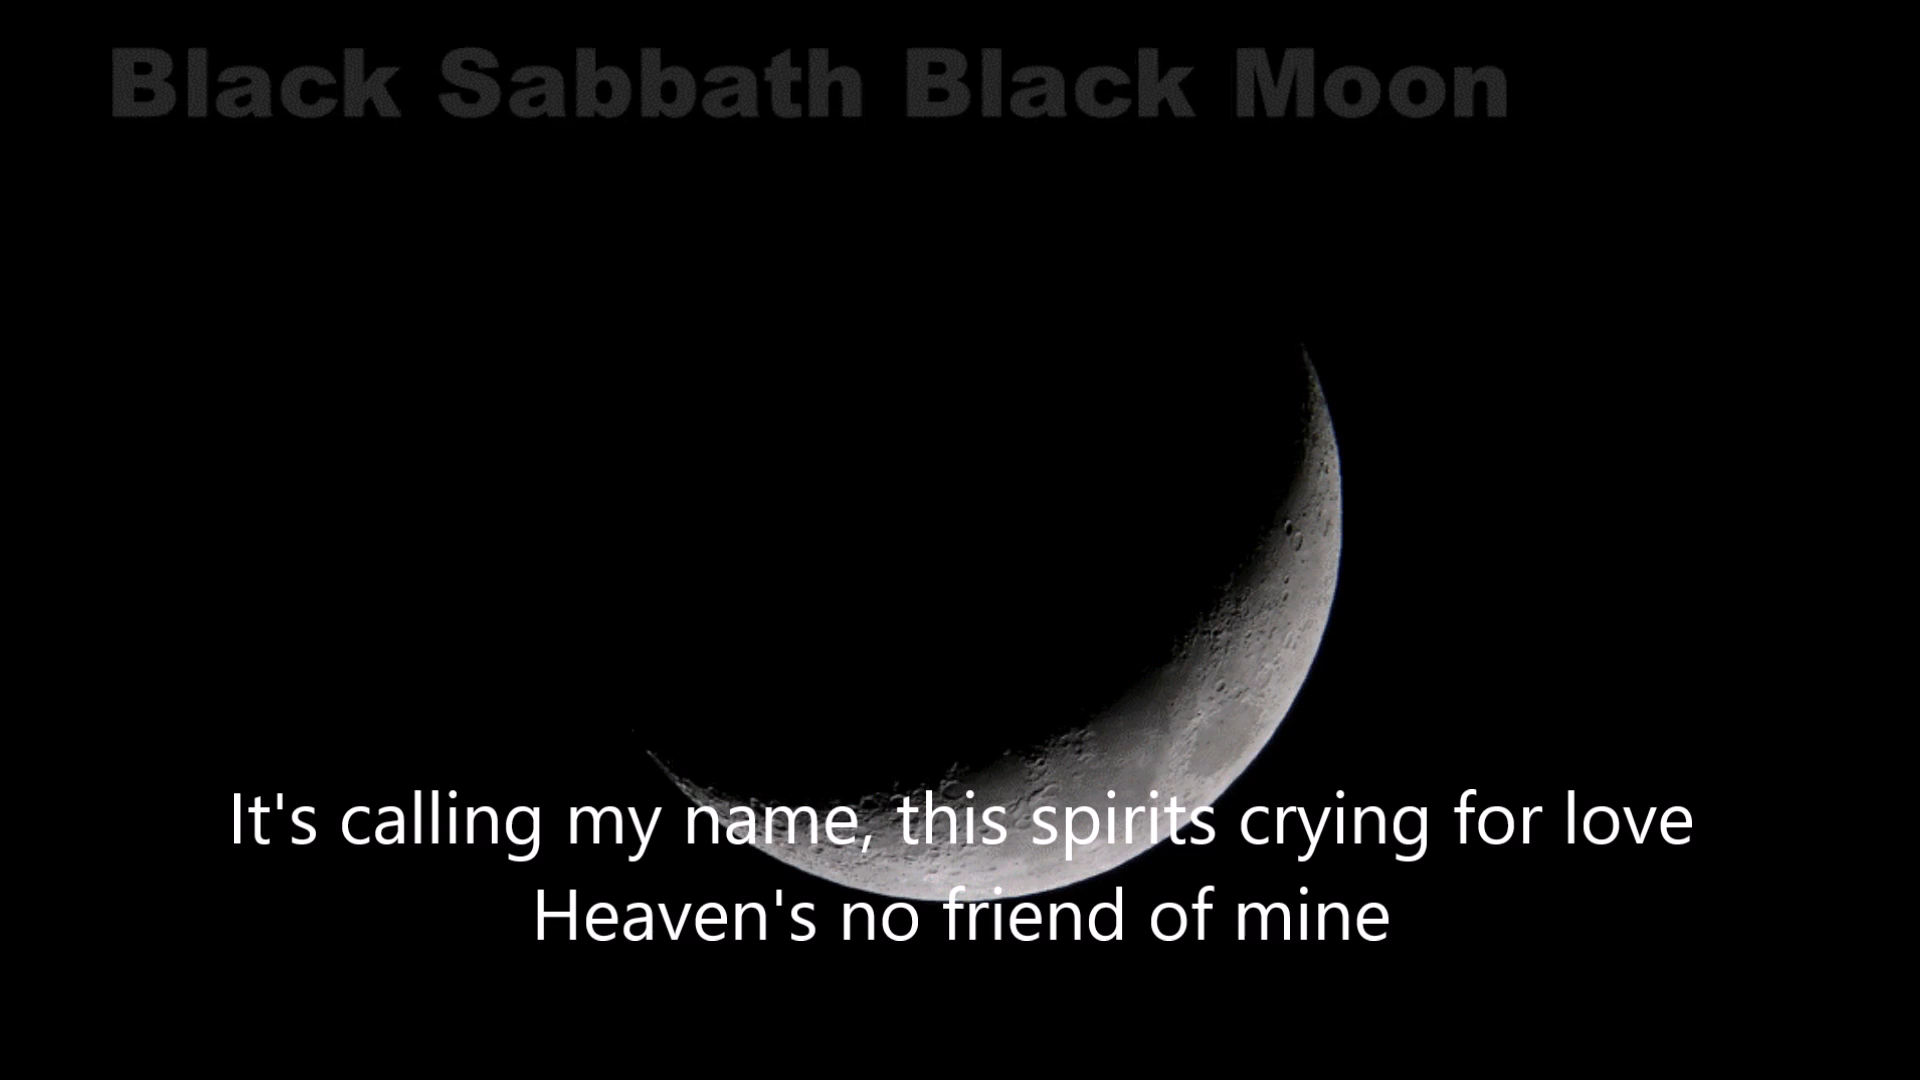 Black Sabbath Black Moon
It's calling my name, this spirits crying for love
Heaven's no friend of mine